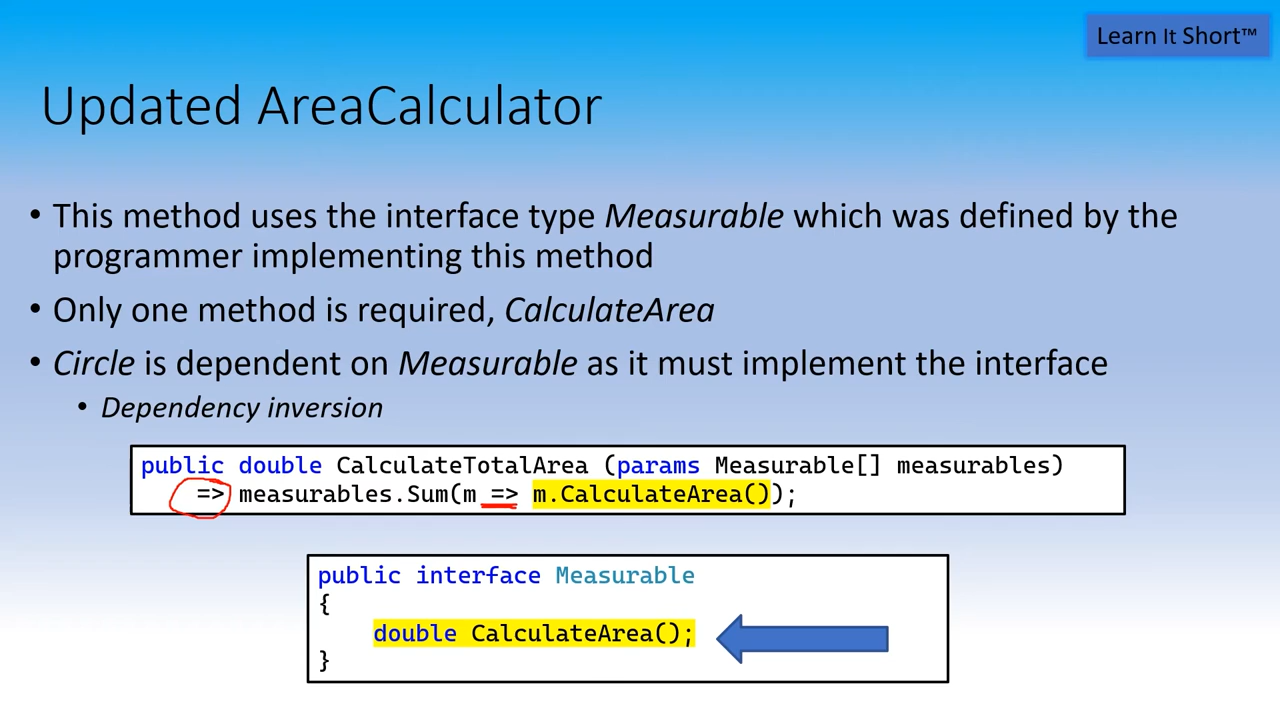 Learn It Short™
Updated AreaCalculator
• This method uses the interface type Measurable which was defined by the
programmer implementing this method
• Only one method is required, CalculateArea
• Circle is dependent on Measurable as it must implement the interface
• Dependency inversion
public double CalculateTotalArea (params Measurable[] measurables)
=> measurables.Sum(m => m.CalculateArea());
public interface Measurable
{
double CalculateArea();
}